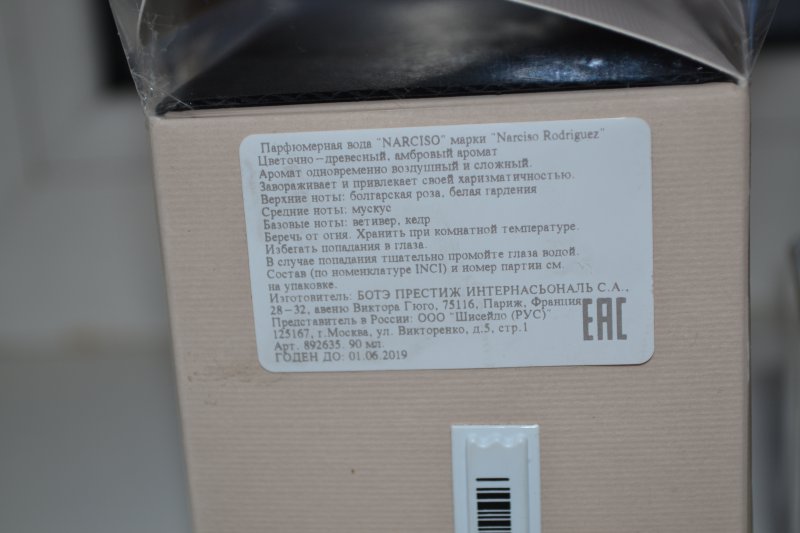 Парфюмерная вода "NARCISO" марки "Narciso Rodriguez"
Цветочно-древесный, амбровый аромат
Аромат одновременно воздушный и сложный.
Завораживает и привлекает своей харизматичностью.
Верхние ноты: болгарская роза, белая гардения
Средние ноты: мускус
Базовые ноты: ветивер, кедр
Беречь от огня. Хранить при комнатной температуре.
Избегать попадания в глаза.
В случае попадания тщательно промойте глаза водой.
Состав (по номенклатуре INCI) и номер партии см.
на упаковке.
Изготовитель: БОТЭ ПРЕСТИЖ ИНТЕРНАСЬОНАЛЬ С.А.,
28-32, авеню Виктора Гюго, 75116, Париж, Франция
Представитель в России: ООО "Шисейдо (РУС)"
125167, г.Москва, ул. Викторенко, д.5, стр.1
Арт. 892635. 90 мл.
ГОДЕН ДО: 01.06.2019
EAC